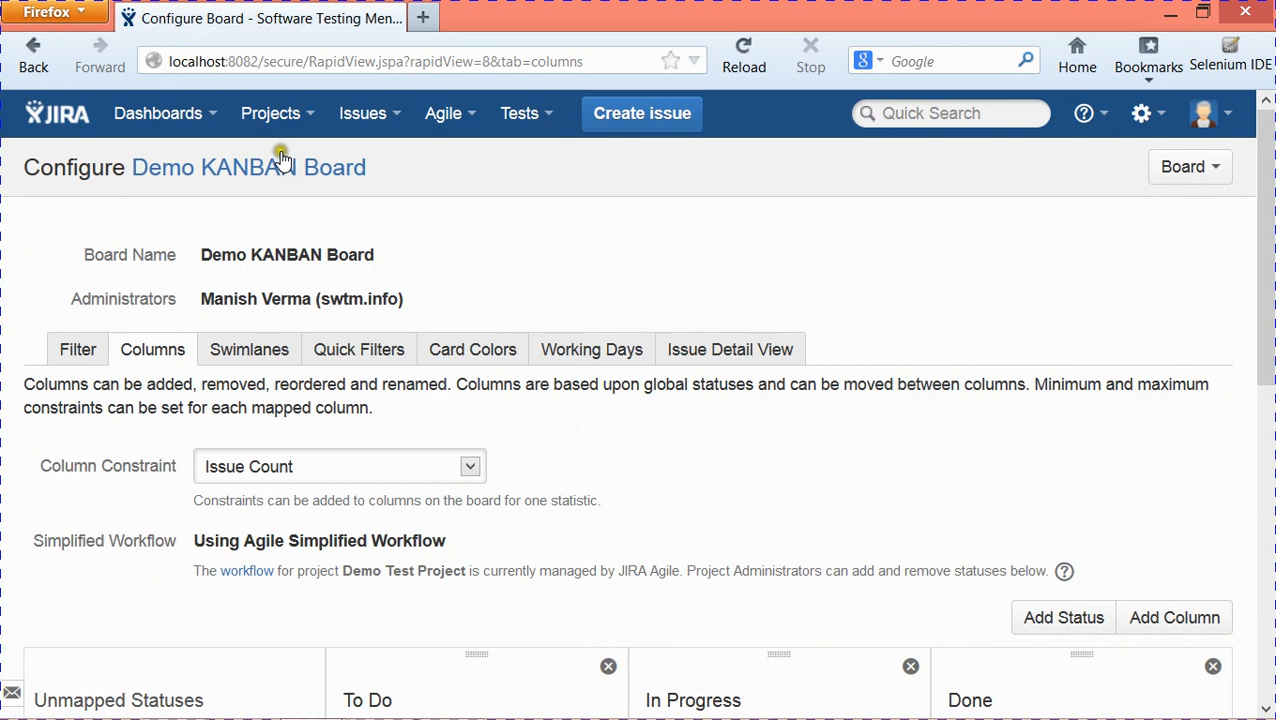 Firefox
Configure Board - Software Testing Men...
localhost:8082/secure/RapidView.jspa?rapidView=8&tab=columns
Google
Back
Forward
Reload
Stop
Home
Bookmarks
Selenium IDE
JIRA
Dashboards
Projects
Issues
Agile
Tests
Create issue
Quick Search
Configure Demo KANBAN Board
Board
Board Name
Demo KANBAN Board
Administrators
Manish Verma (swtm.info)
Filter
Columns
Swimlanes
Quick Filters
Card Colors
Working Days
Issue Detail View
Columns can be added, removed, reordered and renamed. Columns are based upon global statuses and can be moved between columns. Minimum and maximum
constraints can be set for each mapped column.
Column Constraint
Issue Count
Constraints can be added to columns on the board for one statistic.
Simplified Workflow
Using Agile Simplified Workflow
The workflow for project Demo Test Project is currently managed by JIRA Agile. Project Administrators can add and remove statuses below.
Add Status
Add Column
Unmapped Statuses
To Do
In Progress
Done